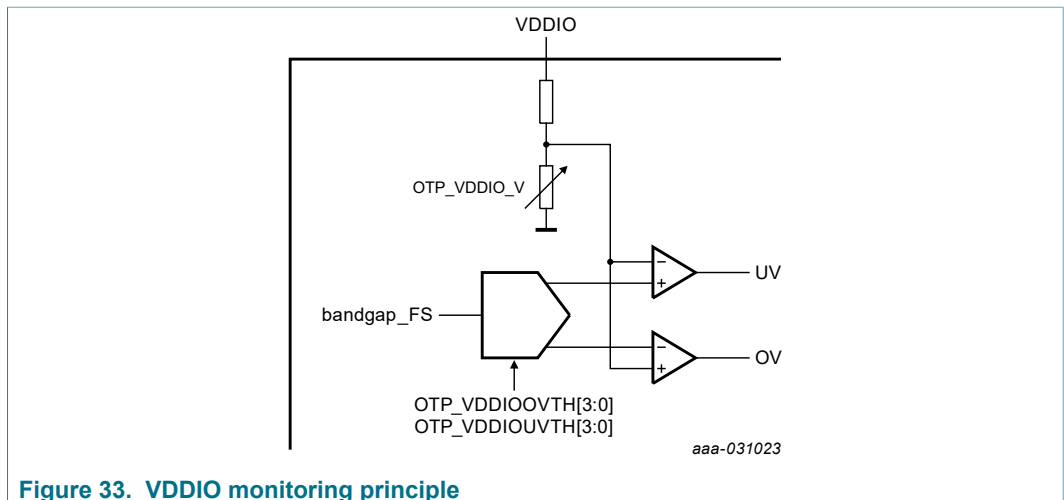 VDDIO
OTP_VDDIO_V
−
+
UV
bandgap_FS
−
+
OV
OTP_VDDIOOVTH[3:0]
OTP_VDDIOUVTH[3:0]
aaa-031023
Figure 33. VDDIO monitoring principle